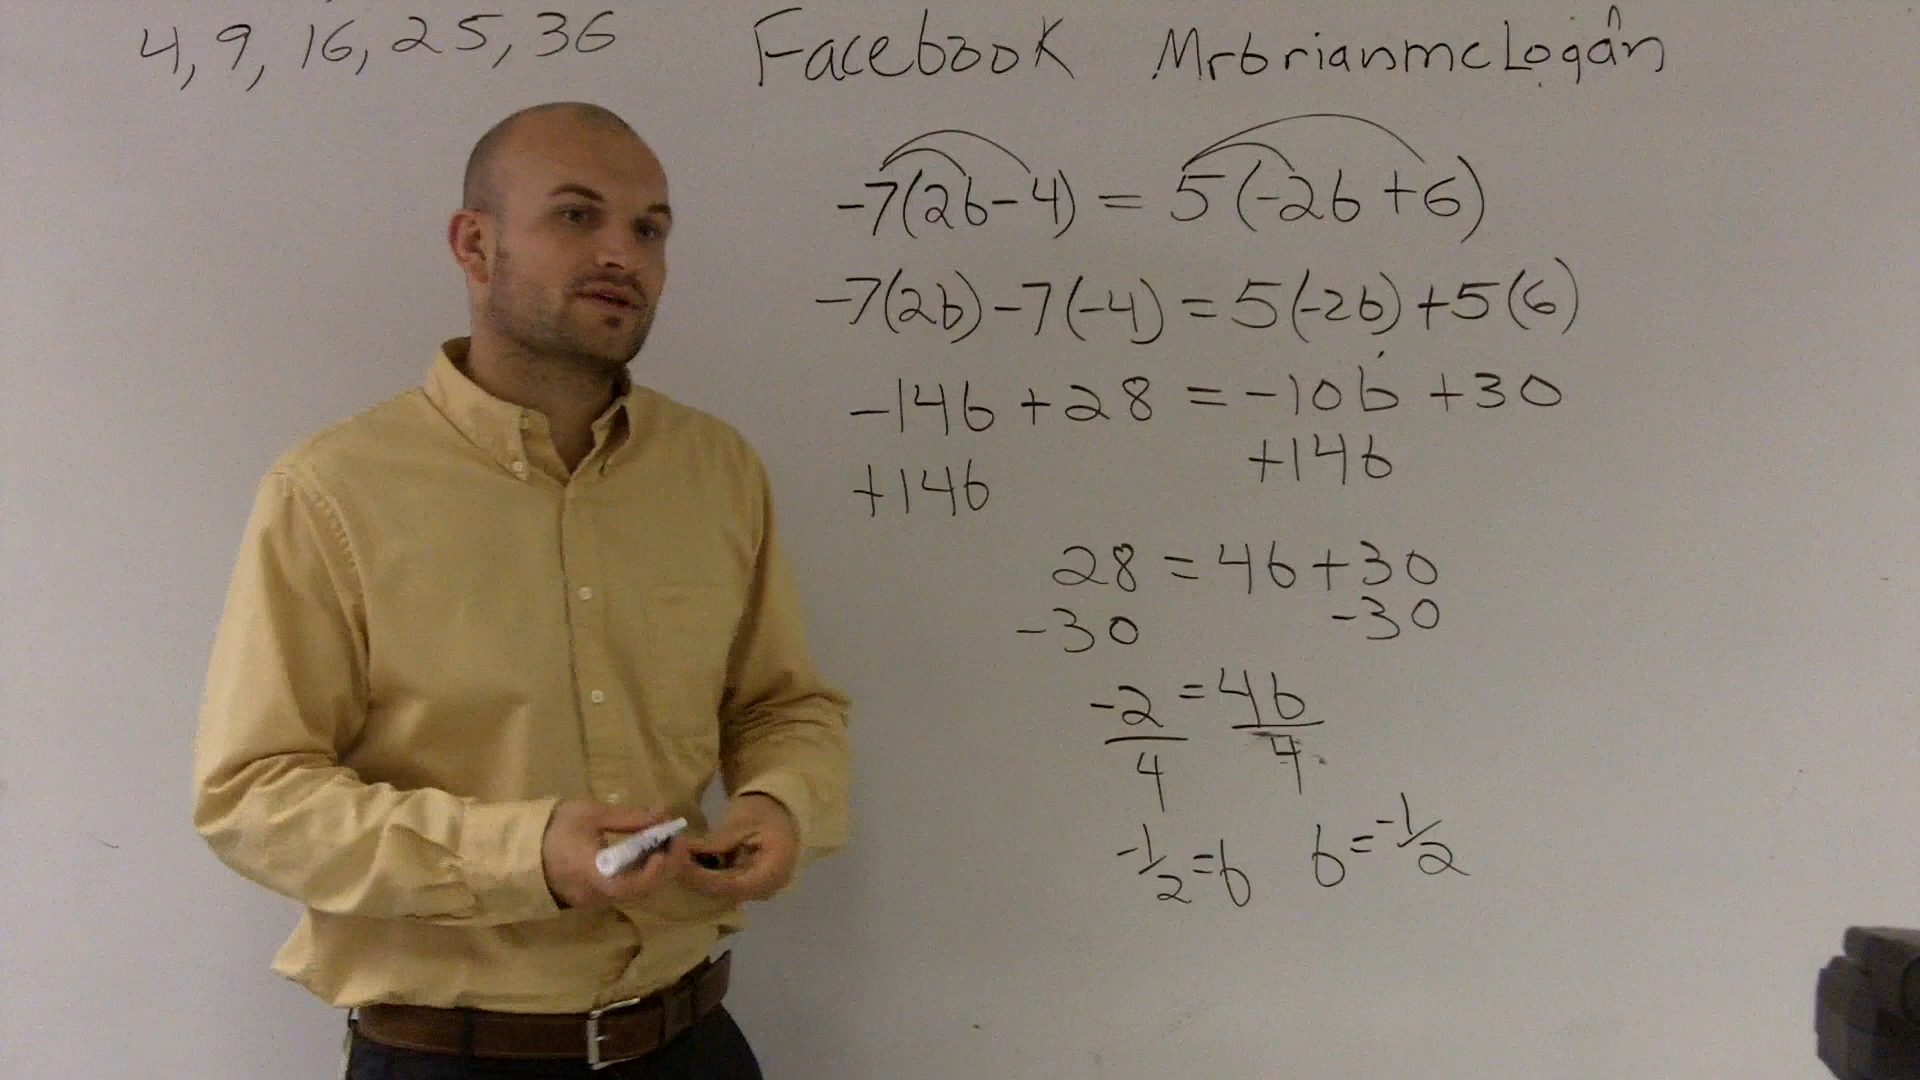 4, 9, 16, 25, 36 Facebook MrbrianmcLogan
-7(2b-4) = 5(-2b+6)
-7(2b)-7(-4) = 5(-2b)+5(6)
-14b+28 = -10b+30
+14b +14b
28 = 4b+30
-30 -30
-2 = 4b
4 4
-1/2 = b b = -1/2